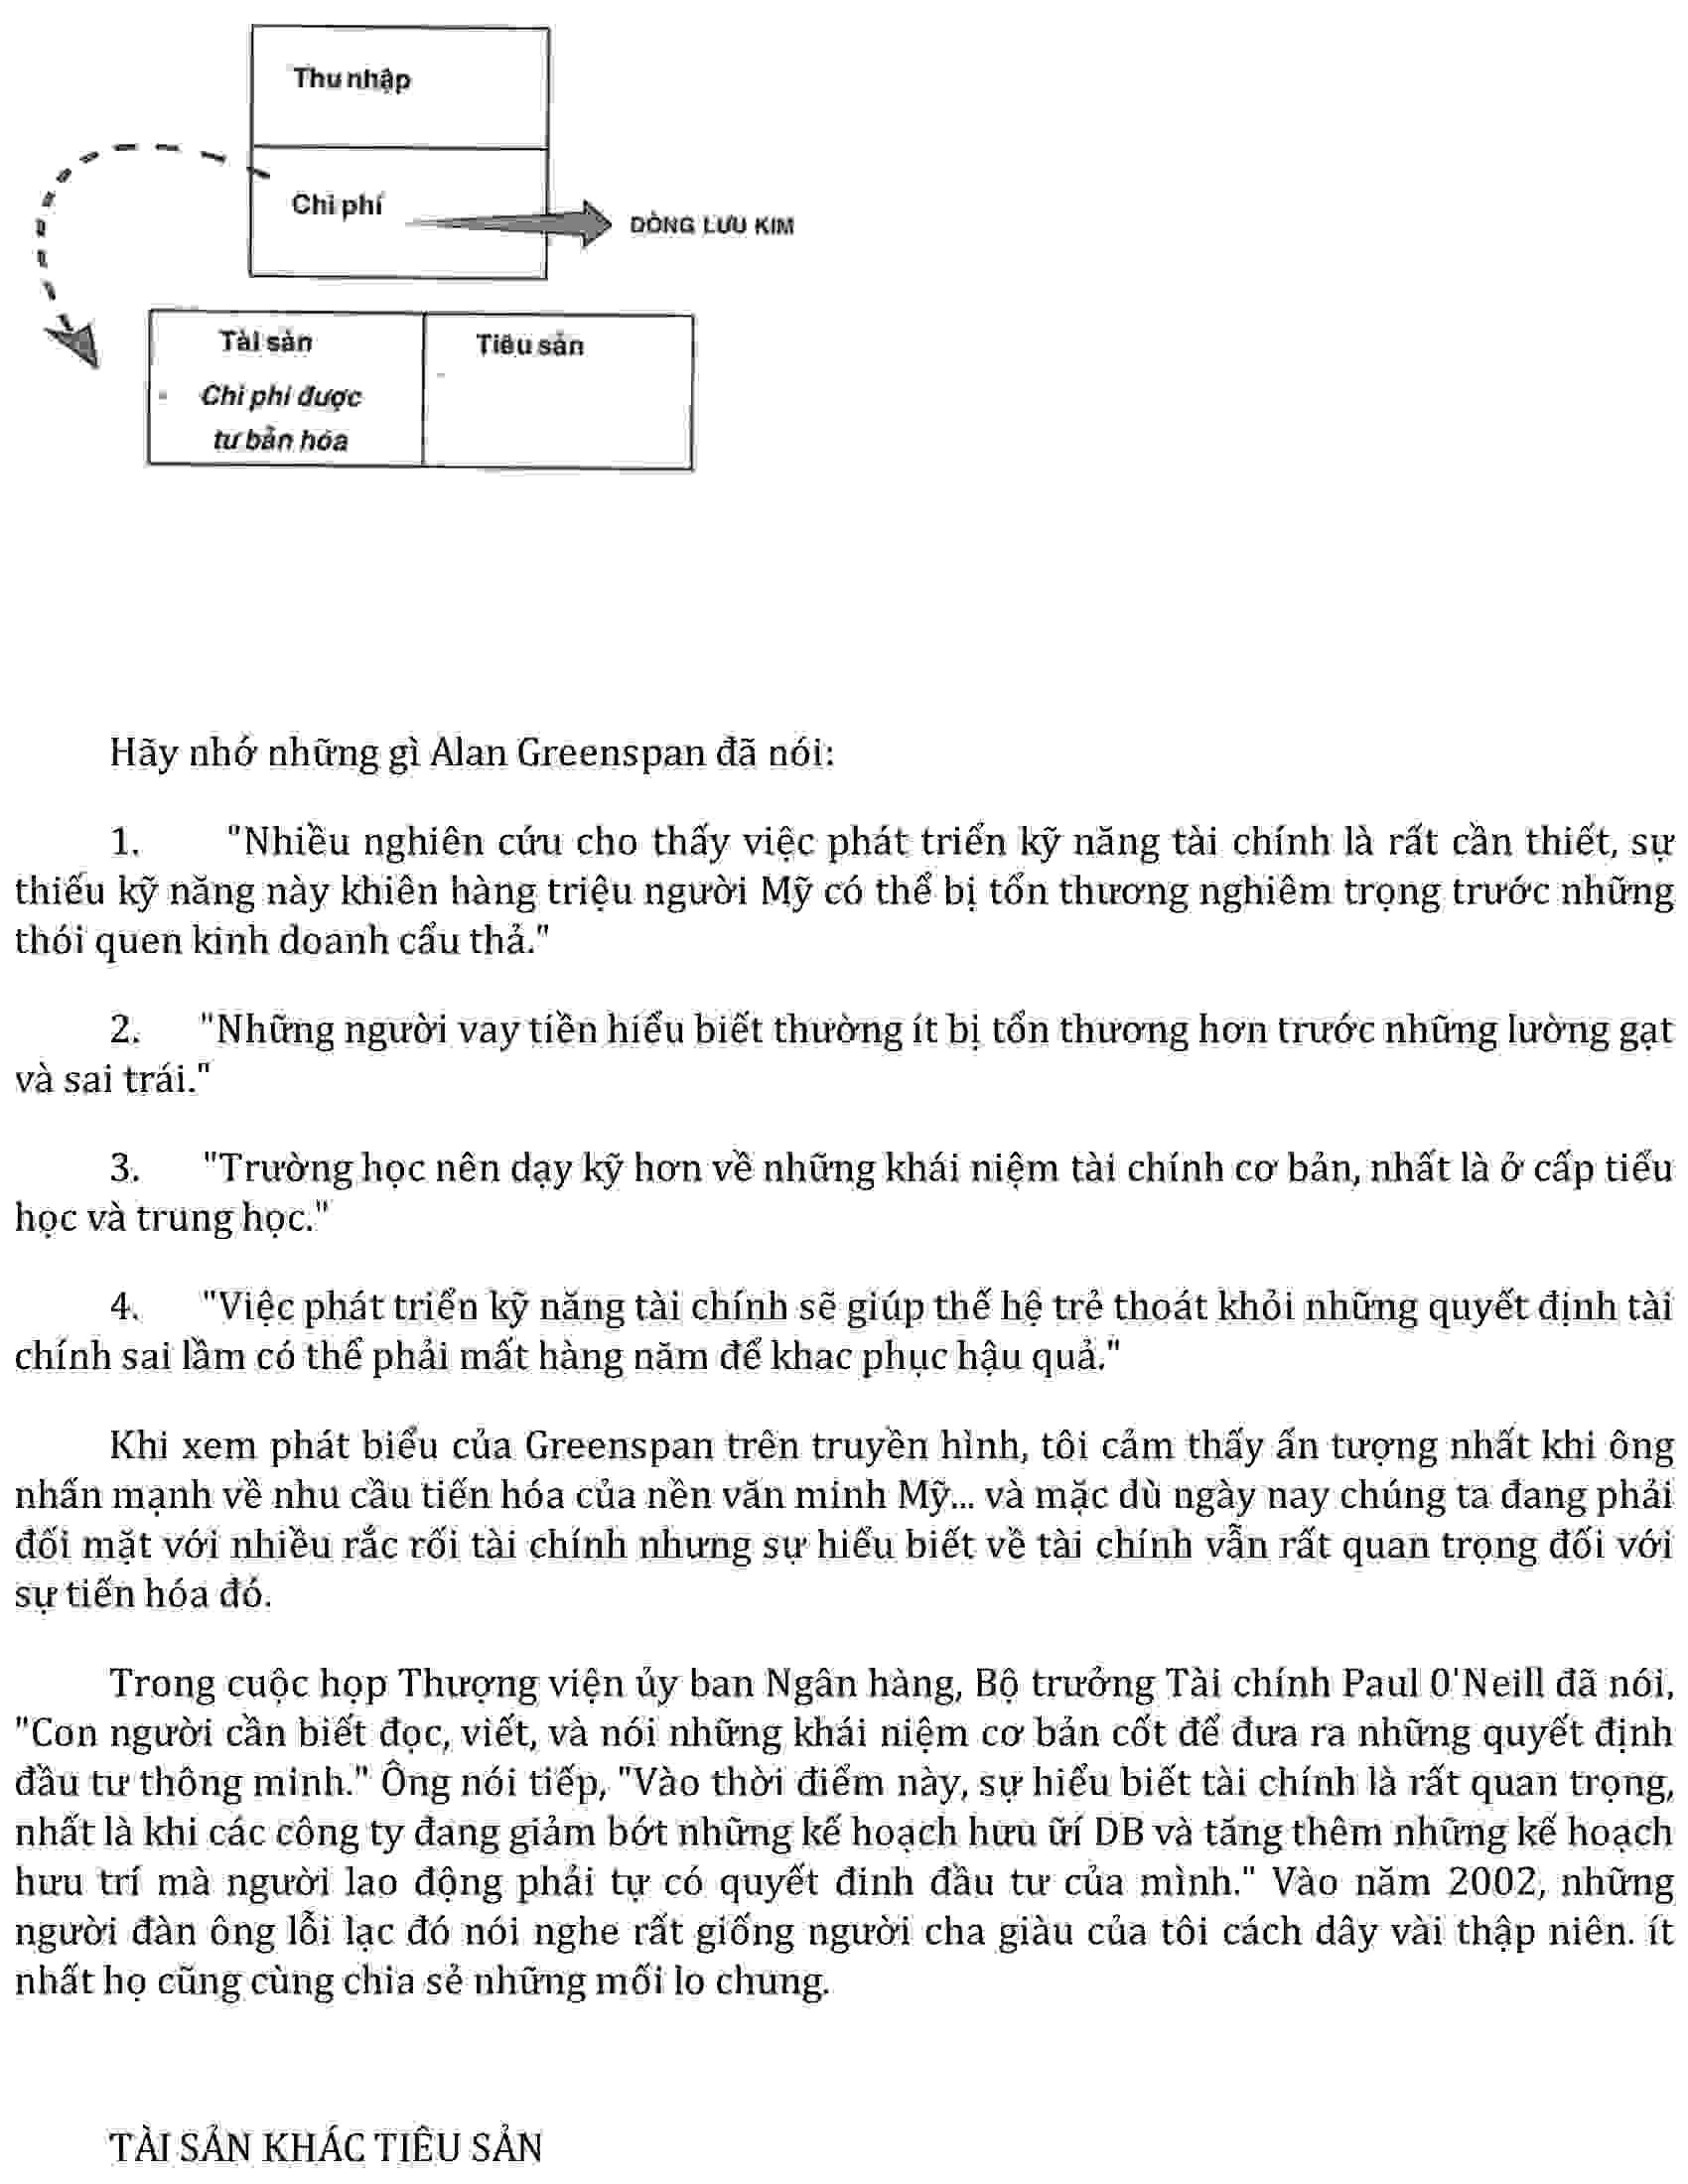 Thu nhập
Chi phí
DÒNG LƯU KIM
Tài sản
Tiêu sản
Chi phí được
tư bản hóa
Hãy nhớ những gì Alan Greenspan đã nói:
1. "Nhiều nghiên cứu cho thấy việc phát triển kỹ năng tài chính là rất cần thiết, sự
thiếu kỹ năng này khiên hàng triệu người Mỹ có thể bị tổn thương nghiêm trọng trước những
thói quen kinh doanh cẩu thả."
2. "Những người vay tiền hiểu biết thường ít bị tổn thương hơn trước những lường gạt
và sai trái."
3. "Trường học nên dạy kỹ hơn về những khái niệm tài chính cơ bản, nhất là ở cấp tiểu
học và trung học."
4. "Việc phát triển kỹ năng tài chính sẽ giúp thế hệ trẻ thoát khỏi những quyết định tài
chính sai lầm có thể phải mất hàng năm để khac phục hậu quả."
Khi xem phát biểu của Greenspan trên truyền hình, tôi cảm thấy ấn tượng nhất khi ông
nhấn mạnh về nhu cầu tiến hóa của nền văn minh Mỹ... và mặc dù ngày nay chúng ta đang phải
đối mặt với nhiều rắc rối tài chính nhưng sự hiểu biết về tài chính vẫn rất quan trọng đối với
sự tiến hóa đó.
Trong cuộc họp Thượng viện ủy ban Ngân hàng, Bộ trưởng Tài chính Paul 0'Neill đã nói,
"Con người cần biết đọc, viết, và nói những khái niệm cơ bản cốt để đưa ra những quyết định
đầu tư thông minh." Ông nói tiếp, "Vào thời điểm này, sự hiểu biết tài chính là rất quan trọng,
nhất là khi các công ty đang giảm bớt những kế hoạch hưu ữí DB và tăng thêm những kế hoạch
hưu trí mà người lao động phải tự có quyết đinh đầu tư của mình." Vào năm 2002, những
người đàn ông lỗi lạc đó nói nghe rất giống người cha giàu của tôi cách dây vài thập niên. ít
nhất họ cũng cùng chia sẻ những mối lo chung.
TÀI SẢN KHÁC TIÊU SẢN